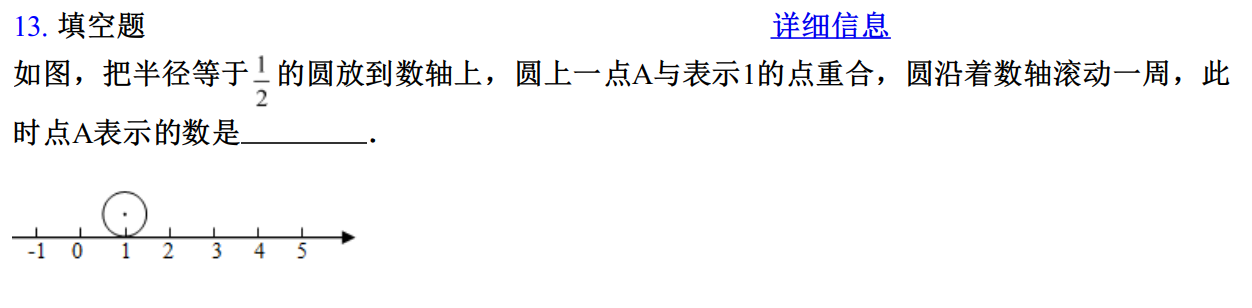 13. 填空题 详细信息
如图，把半径等于$\frac{1}{2}$的圆放到数轴上，圆上一点A与表示1的点重合，圆沿着数轴滚动一周，此
时点A表示的数是________．
-1 0 1 2 3 4 5